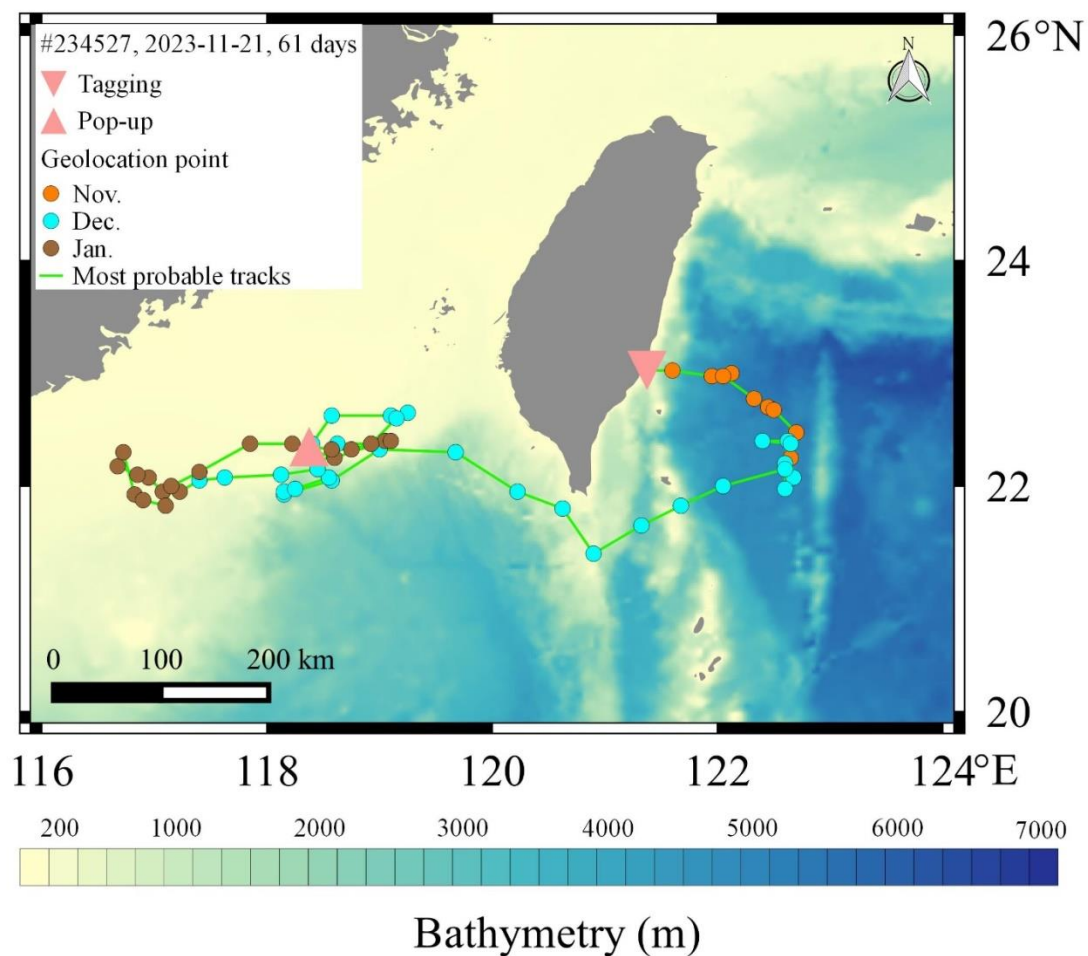 #234527, 2023-11-21, 61 days
Tagging
Pop-up
Geolocation point
Nov.
Dec.
Jan.
Most probable tracks
N
26°N
24
22
20
0 100 200 km
116 118 120 122 124°E
200 1000 2000 3000 4000 5000 6000 7000
Bathymetry (m)